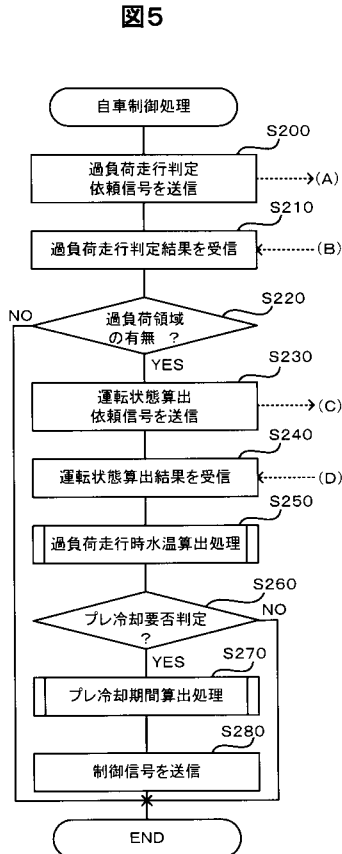 図5
自車制御処理
S200
過負荷走行判定
依頼信号を送信
(A)
S210
過負荷走行判定結果を受信
(B)
S220
NO
過負荷領域
の有無 ?
YES
S230
運転状態算出
依頼信号を送信
(C)
S240
運転状態算出結果を受信
(D)
S250
過負荷走行時水温算出処理
S260
プレ冷却要否判定
?
NO
YES
S270
プレ冷却期間算出処理
S280
制御信号を送信
END